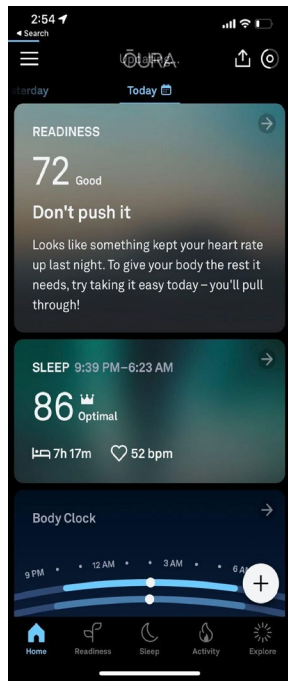 2:54
Search
ŌURA
Updating...
terday
Today
READINESS
72 Good
Don't push it
Looks like something kept your heart rate
up last night. To give your body the rest it
needs, try taking it easy today – you'll pull
through!
SLEEP 9:39 PM–6:23 AM
86 Optimal
7h 17m 52 bpm
Body Clock
9 PM 12 AM 3 AM 6 A
+
Home Readiness Sleep Activity Explore